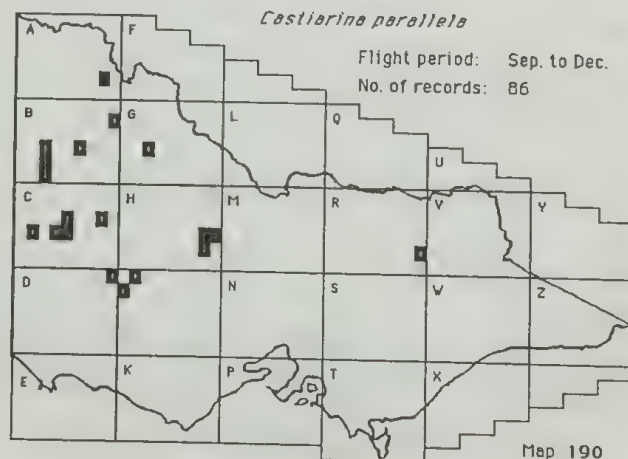 Castiarina parallela
Flight period: Sep. to Dec.
No. of records: 86
A F
B G L Q
U
C H M R V Y
D N S W Z
E K P T X
Map 190